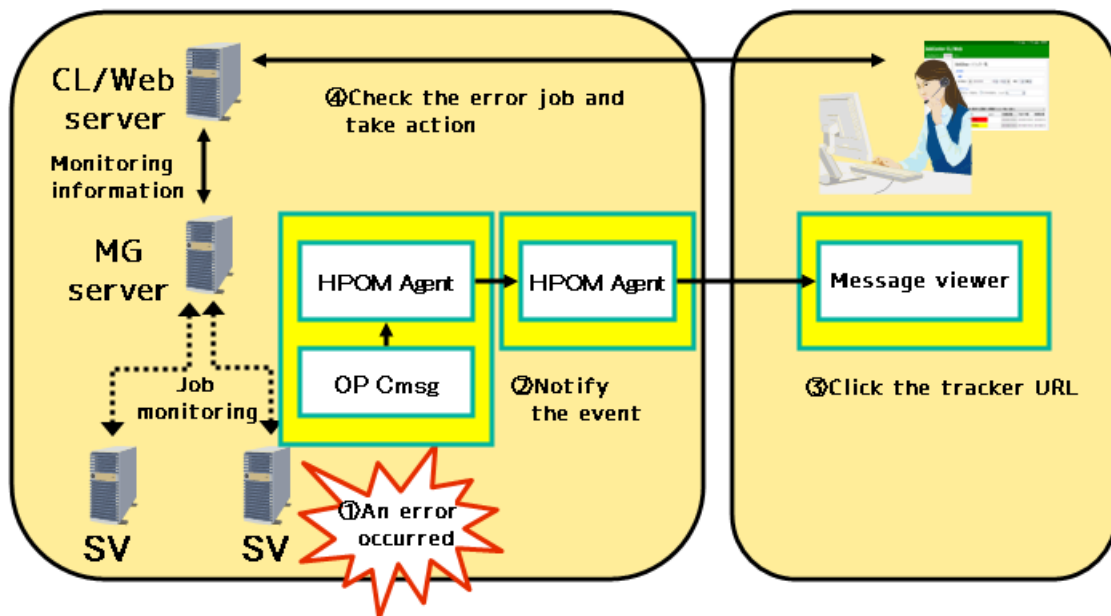 CL/Web
server
④Check the error job and
take action
Monitoring
information
MG
server
HPOM Agent
HPOM Agent
Message viewer
OP Cmsg
Job
monitoring
②Notify
the event
③Click the tracker URL
①An error
occurred
SV
SV